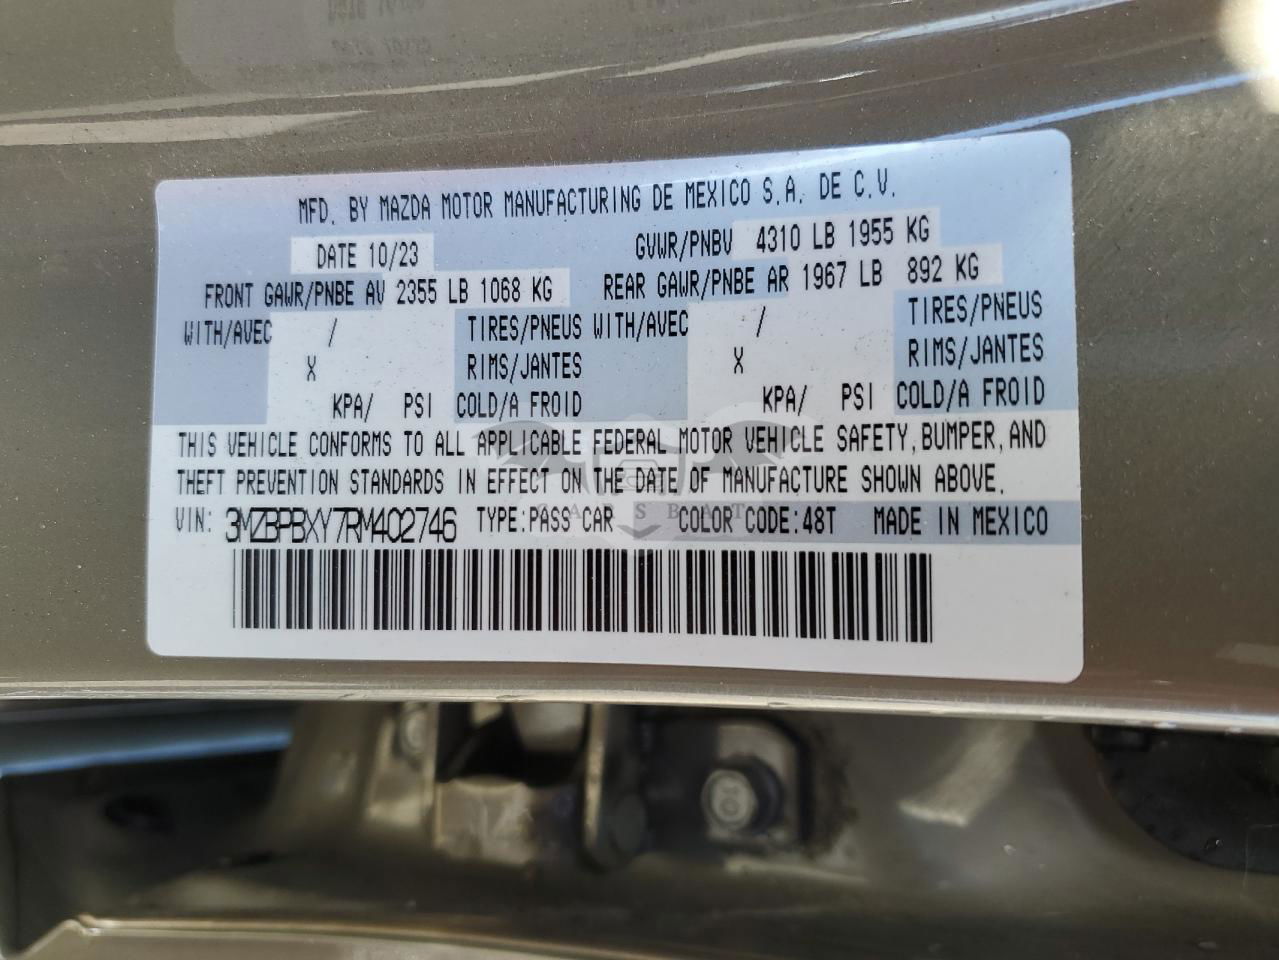 MFD. BY MAZDA MOTOR MANUFACTURING DE MEXICO S.A. DE C.V.
DATE 10/23 GVWR/PNBV 4310 LB 1955 KG
FRONT GAWR/PNBE AV 2355 LB 1068 KG REAR GAWR/PNBE AR 1967 LB 892 KG
WITH/AVEC / TIRES/PNEUS WITH/AVEC / TIRES/PNEUS
X RIMS/JANTES X RIMS/JANTES
KPA/ PSI COLD/A FROID KPA/ PSI COLD/A FROID
THIS VEHICLE CONFORMS TO ALL APPLICABLE FEDERAL MOTOR VEHICLE SAFETY, BUMPER, AND
THEFT PREVENTION STANDARDS IN EFFECT ON THE DATE OF MANUFACTURE SHOWN ABOVE.
CARSBAT
VIN: 3MZBPBXY7RM402746 TYPE: PASS CAR COLOR CODE: 48T MADE IN MEXICO
10